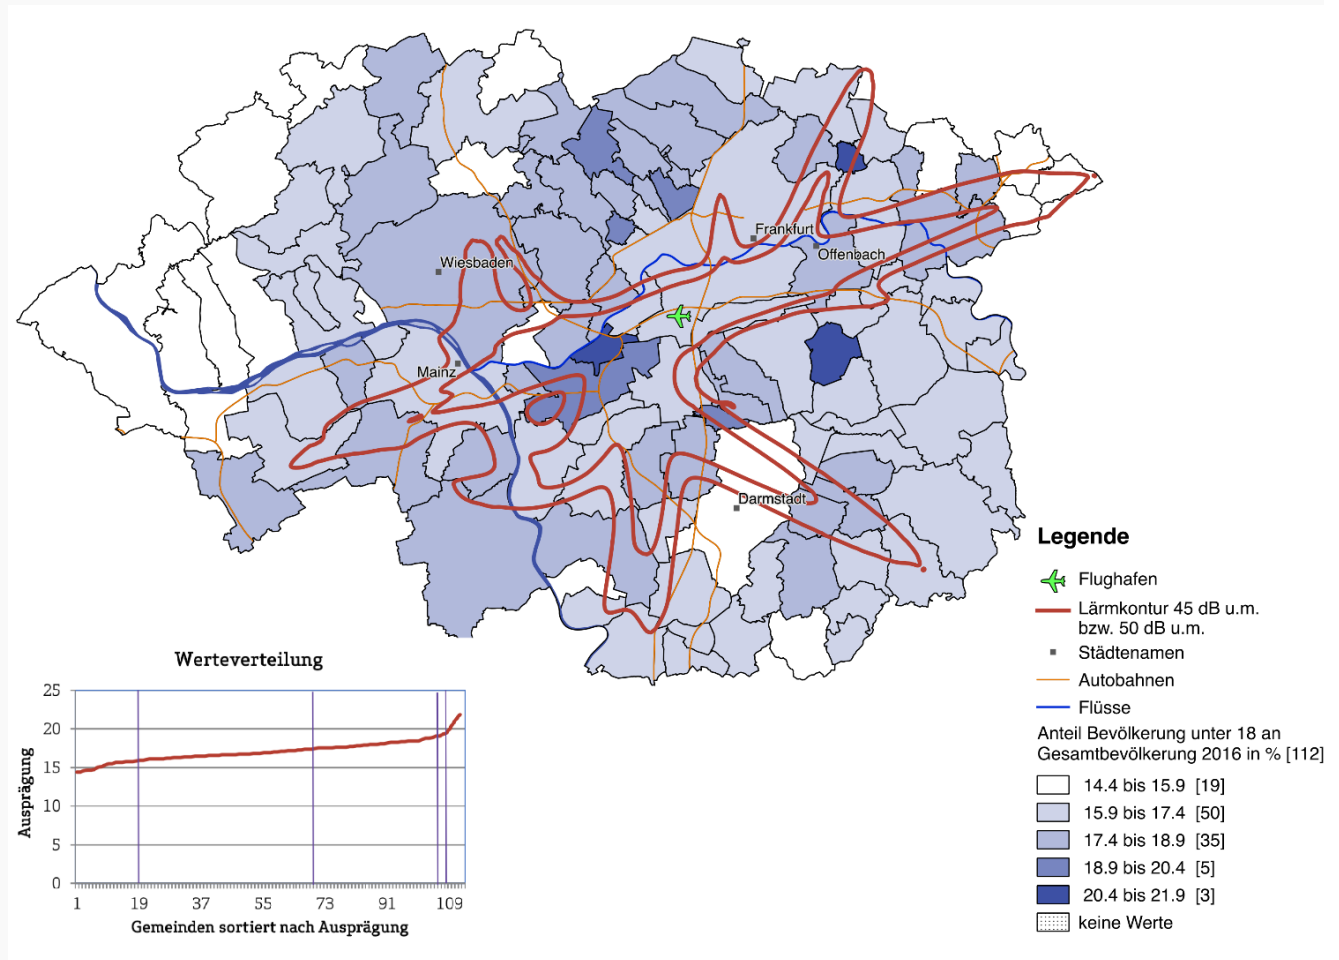 Frankfurt
Offenbach
Wiesbaden
Mainz
Darmstadt
Legende
Flughafen
Lärmkontur 45 dB u.m.
bzw. 50 dB u.m.
Städtenamen
Autobahnen
Flüsse
Anteil Bevölkerung unter 18 an
Gesamtbevölkerung 2016 in % [112]
14.4 bis 15.9 [19]
15.9 bis 17.4 [50]
17.4 bis 18.9 [35]
18.9 bis 20.4 [5]
20.4 bis 21.9 [3]
keine Werte
Werteverteilung
Ausprägung
25
20
15
10
5
0
1 19 37 55 73 91 109
Gemeinden sortiert nach Ausprägung